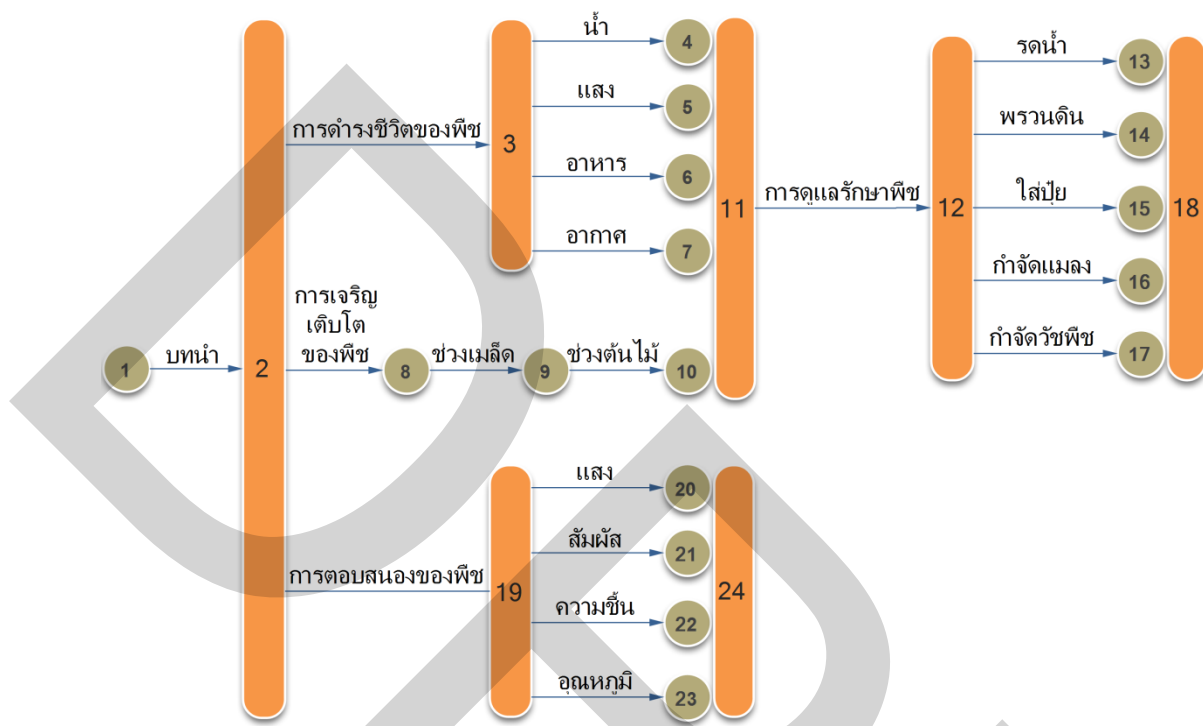 น้ำ
4
รดน้ำ
13
แสง
5
การดำรงชีวิตของพืช
3
พรวนดิน
14
อาหาร
6
การดูแลรักษาพืช
11
12
ใส่ปุ๋ย
15
18
อากาศ
7
กำจัดแมลง
16
การเจริญ
เติบโต
ของพืช
1
บทนำ
2
8
ช่วงเมล็ด
9
ช่วงต้นไม้
10
กำจัดวัชพืช
17
แสง
20
สัมผัส
21
การตอบสนองของพืช
19
24
ความชื้น
22
อุณหภูมิ
23